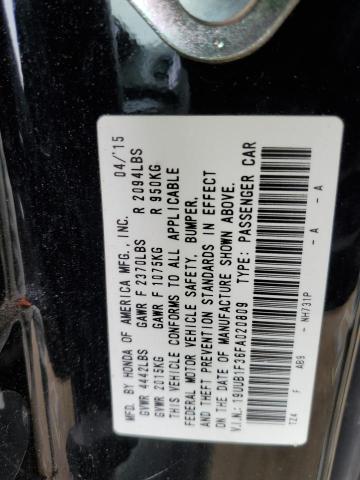 MFD. BY HONDA OF AMERICA MFG., INC. 04/'15
GVWR 4442LBS GAWR F 2370LBS R 2094LBS
GVWR 2015KG GAWR F 1075KG R 950KG
THIS VEHICLE CONFORMS TO ALL APPLICABLE
FEDERAL MOTOR VEHICLE SAFETY, BUMPER,
AND THEFT PREVENTION STANDARDS IN EFFECT
ON THE DATE OF MANUFACTURE SHOWN ABOVE.
V.I.N.: 19UUB1F36FA020809 TYPE: PASSENGER CAR
TZ4 F AB9 - NH731P - A - A